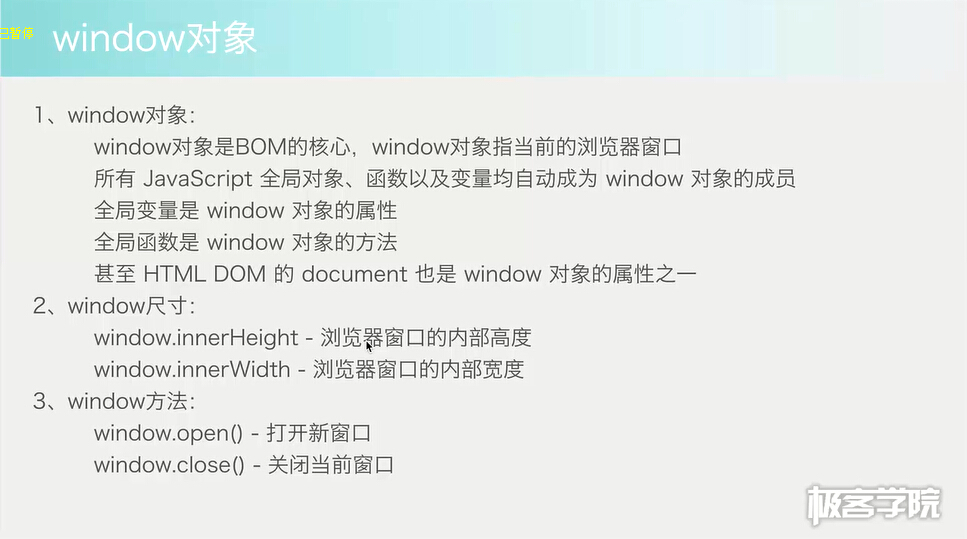 已暂停
window对象
1、window对象:
window对象是BOM的核心，window对象指当前的浏览器窗口
所有 JavaScript 全局对象、函数以及变量均自动成为 window 对象的成员
全局变量是 window 对象的属性
全局函数是 window 对象的方法
甚至 HTML DOM 的 document 也是 window 对象的属性之一
2、window尺寸:
window.innerHeight - 浏览器窗口的内部高度
window.innerWidth - 浏览器窗口的内部宽度
3、window方法:
window.open() - 打开新窗口
window.close() - 关闭当前窗口
极客学院